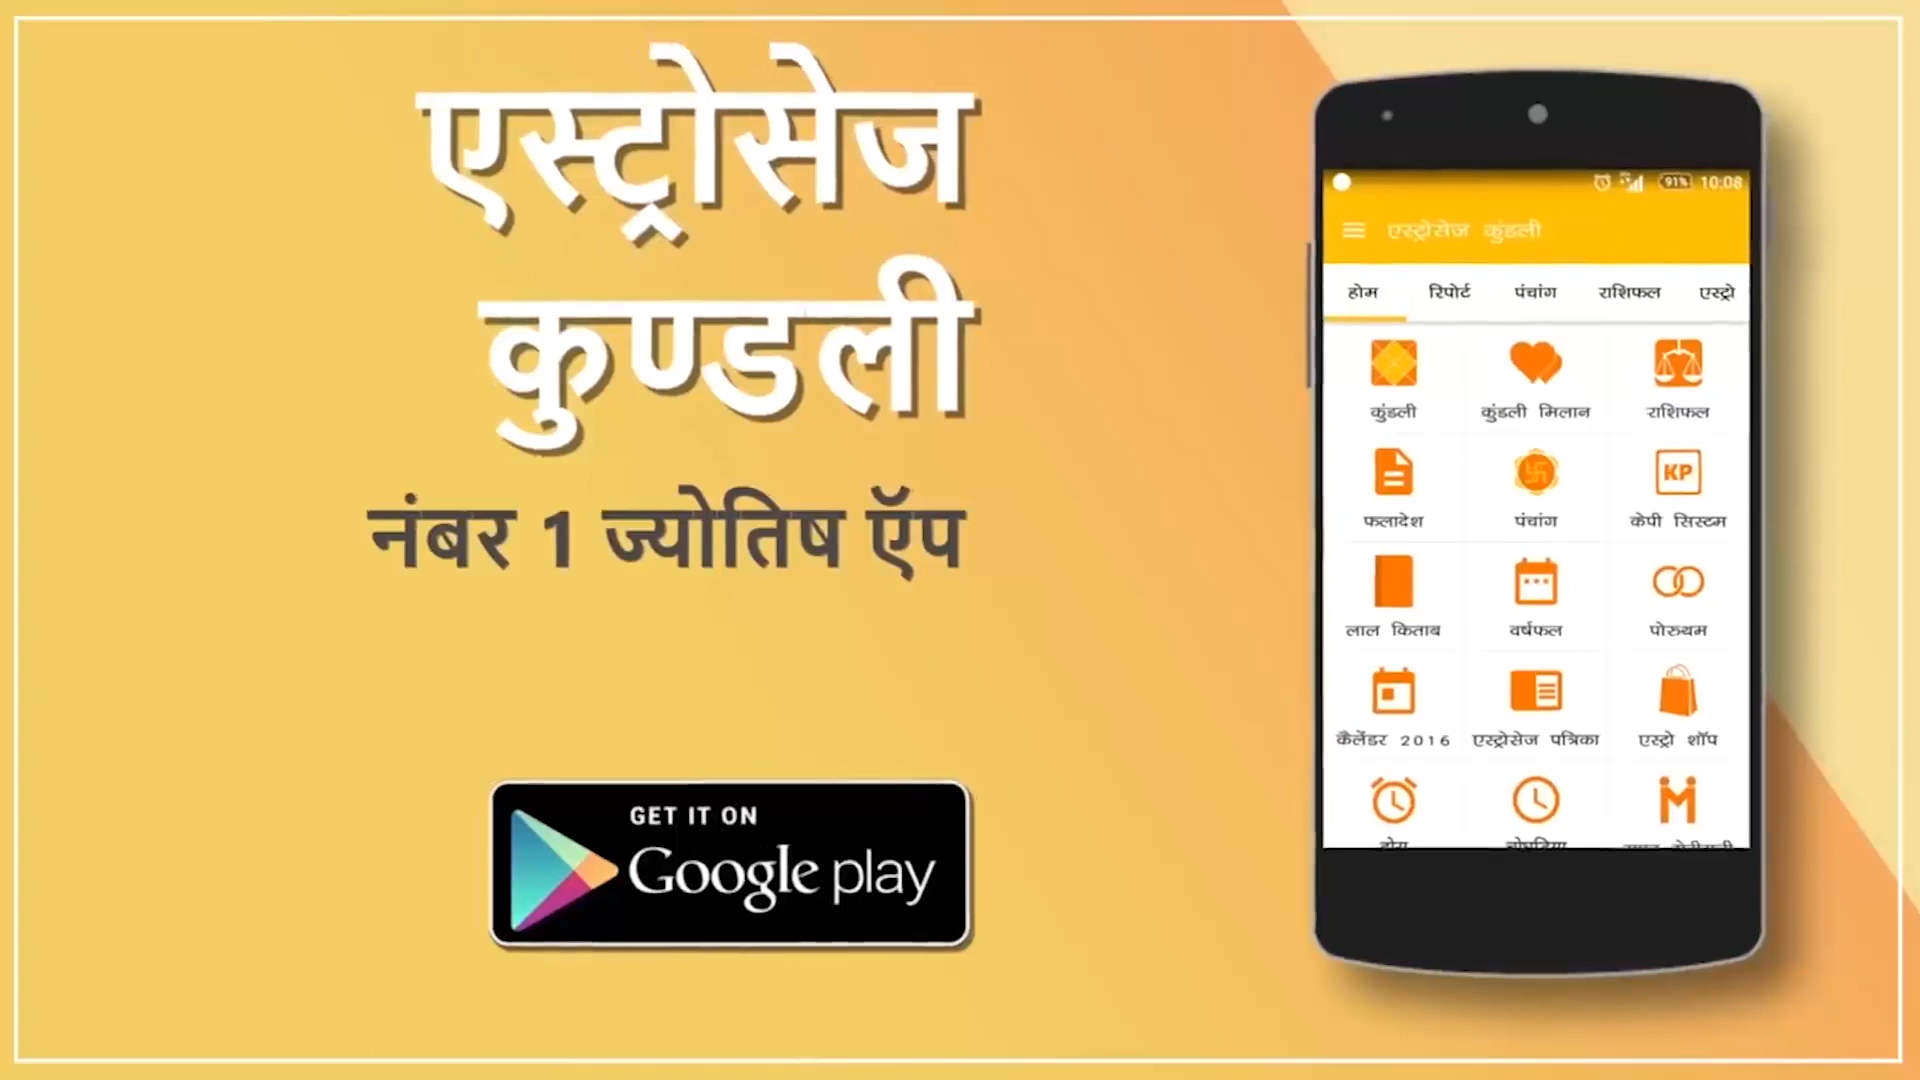 एस्ट्रोसेज
कुण्डली
नंबर 1 ज्योतिष ऍप
GET IT ON
Google play
91% 10:08
एस्ट्रोसेज कुंडली
होम रिपोर्ट पंचांग राशिफल एस्ट्रो
कुंडली कुंडली मिलान राशिफल
KP
फलादेश पंचांग केपी सिस्टम
लाल किताब वर्षफल पोरुथम
कैलेंडर 2016 एस्ट्रोसेज पत्रिका एस्ट्रो शॉप